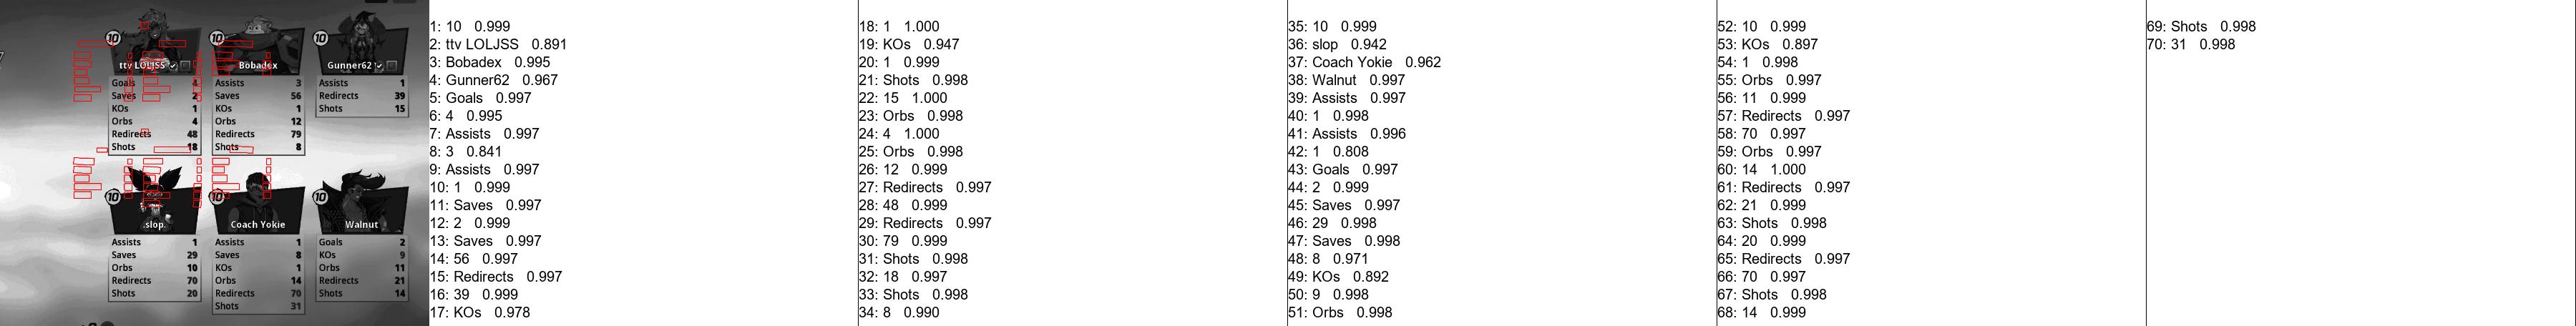 10 10 10
ttv LOLJSS Bobadex Gunner62
Goals 4 Assists 3 Assists 1
Saves 2 Saves 56 Redirects 39
KOs 1 KOs 1 Shots 15
Orbs 4 Orbs 12
Redirects 48 Redirects 79
Shots 18 Shots 8
10 10 10
.slop. Coach Yokie Walnut
Assists 1 Assists 1 Goals 2
Saves 29 Saves 8 KOs 9
Orbs 10 KOs 1 Orbs 11
Redirects 70 Orbs 14 Redirects 21
Shots 20 Redirects 70 Shots 14
Shots 31
1: 10 0.999
2: ttv LOLJSS 0.891
3: Bobadex 0.995
4: Gunner62 0.967
5: Goals 0.997
6: 4 0.995
7: Assists 0.997
8: 3 0.841
9: Assists 0.997
10: 1 0.999
11: Saves 0.997
12: 2 0.999
13: Saves 0.997
14: 56 0.997
15: Redirects 0.997
16: 39 0.999
17: KOs 0.978
18: 1 1.000
19: KOs 0.947
20: 1 0.999
21: Shots 0.998
22: 15 1.000
23: Orbs 0.998
24: 4 1.000
25: Orbs 0.998
26: 12 0.999
27: Redirects 0.997
28: 48 0.999
29: Redirects 0.997
30: 79 0.999
31: Shots 0.998
32: 18 0.997
33: Shots 0.998
34: 8 0.990
35: 10 0.999
36: slop 0.942
37: Coach Yokie 0.962
38: Walnut 0.997
39: Assists 0.997
40: 1 0.998
41: Assists 0.996
42: 1 0.808
43: Goals 0.997
44: 2 0.999
45: Saves 0.997
46: 29 0.998
47: Saves 0.998
48: 8 0.971
49: KOs 0.892
50: 9 0.998
51: Orbs 0.998
52: 10 0.999
53: KOs 0.897
54: 1 0.998
55: Orbs 0.997
56: 11 0.999
57: Redirects 0.997
58: 70 0.997
59: Orbs 0.997
60: 14 1.000
61: Redirects 0.997
62: 21 0.999
63: Shots 0.998
64: 20 0.999
65: Redirects 0.997
66: 70 0.997
67: Shots 0.998
68: 14 0.999
69: Shots 0.998
70: 31 0.998